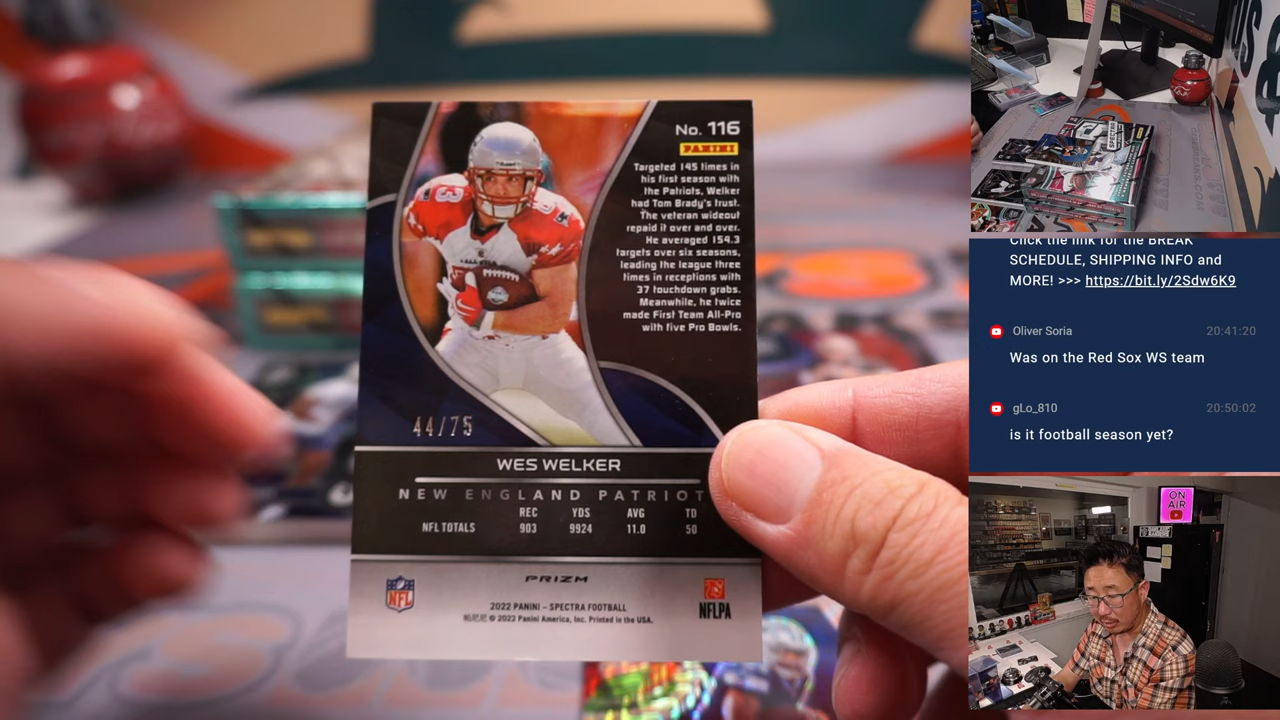 No. 116
PANINI
Targeted 145 times in
his first season with
the Patriots, Welker
had Tom Brady's trust.
The veteran wideout
repaid it over and over.
He averaged 154.3
targets over six seasons,
leading the league three
times in receptions with
37 touchdown grabs.
Meanwhile, he twice
made First Team All-Pro
with five Pro Bowls.
44/75
WES WELKER
NEW ENGLAND PATRIOT
REC YDS AVG TD
NFL TOTALS 903 9924 11.0 50
PRIZM
NFL
NFLPA
2022 PANINI – SPECTRA FOOTBALL
© 2022 Panini America, Inc. Printed in the USA.
Click the link for the BREAK
SCHEDULE, SHIPPING INFO and
MORE! >>> https://bit.ly/2Sdw6K9
Oliver Soria 20:41:20
Was on the Red Sox WS team
gLo_810 20:50:02
is it football season yet?
ON
AIR